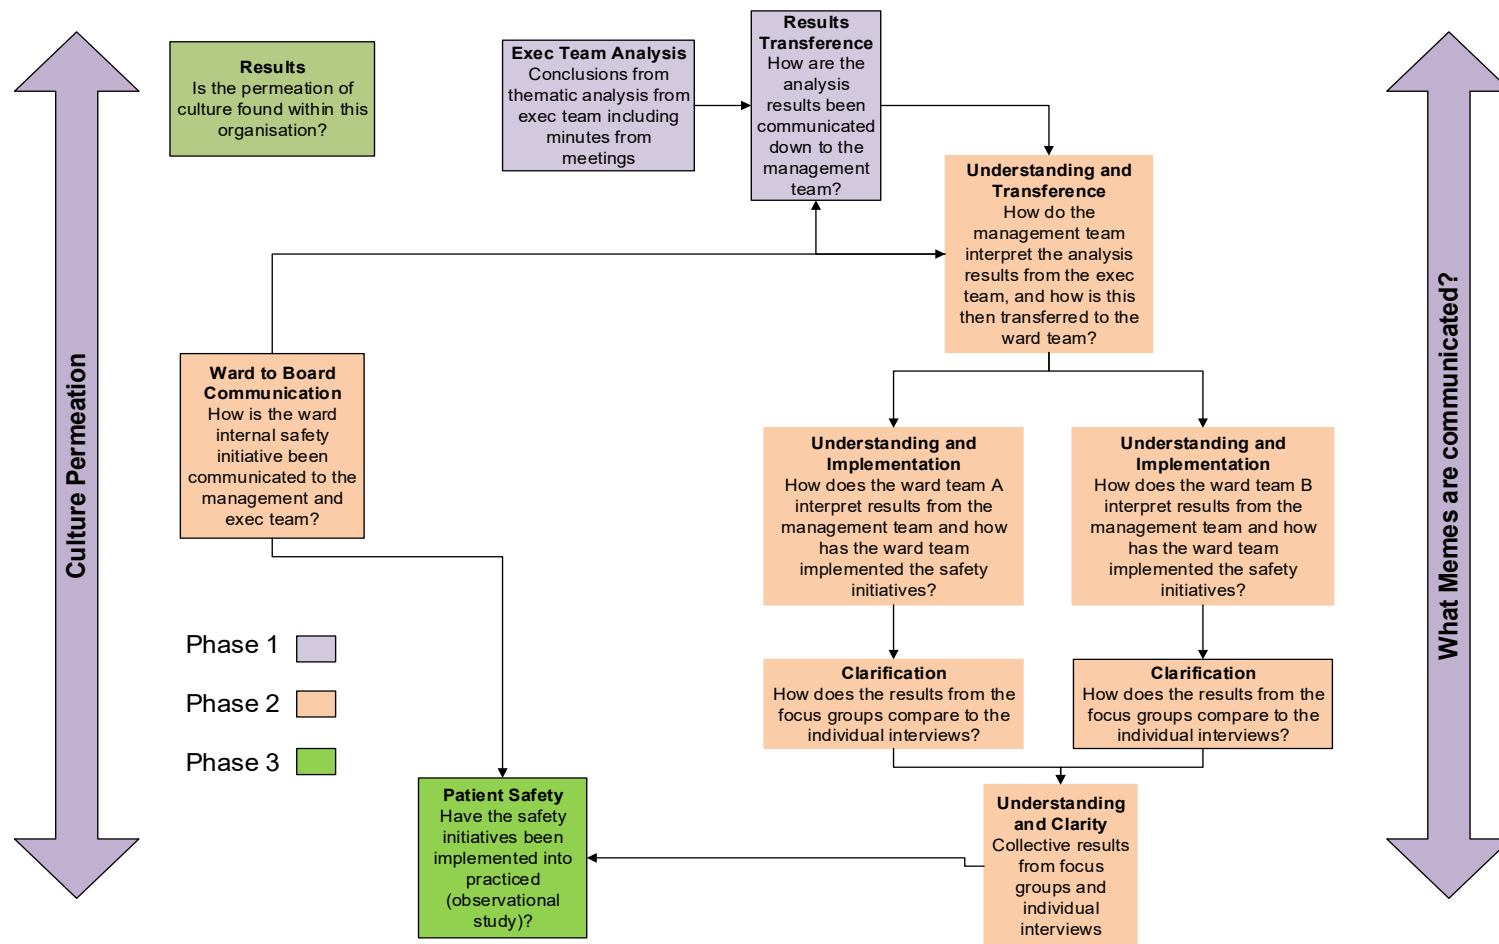 Results
Is the permeation of
culture found within this
organisation?
Exec Team Analysis
Conclusions from
thematic analysis from
exec team including
minutes from
meetings
Results
Transference
How are the
analysis
results been
communicated
down to the
management
team?
Understanding and
Transference
How do the
management team
interpret the analysis
results from the exec
team, and how is this
then transferred to the
ward team?
Culture Permeation
What Memes are communicated?
Ward to Board
Communication
How is the ward
internal safety
initiative been
communicated to the
management and
exec team?
Understanding and
Implementation
How does the ward team A
interpret results from the
management team and how
has the ward team
implemented the safety
initiatives?
Understanding and
Implementation
How does the ward team B
interpret results from the
management team and how
has the ward team
implemented the safety
initiatives?
Phase 1
Phase 2
Phase 3
Clarification
How does the results from the
focus groups compare to the
individual interviews?
Clarification
How does the results from the
focus groups compare to the
individual interviews?
Patient Safety
Have the safety
initiatives been
implemented into
practiced
(observational
study)?
Understanding
and Clarity
Collective results
from focus
groups and
individual
interviews